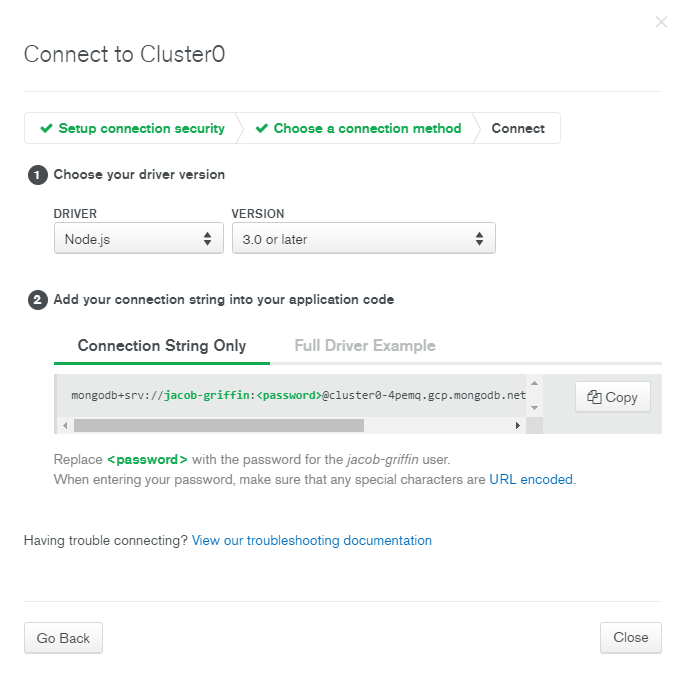 Connect to Cluster0
Setup connection security
Choose a connection method
Connect
1 Choose your driver version
DRIVER
VERSION
Node.js
3.0 or later
2 Add your connection string into your application code
Connection String Only
Full Driver Example
mongodb+srv://jacob-griffin:<password>@cluster0-4pemq.gcp.mongodb.net
Copy
Replace <password> with the password for the jacob-griffin user.
When entering your password, make sure that any special characters are URL encoded.
Having trouble connecting? View our troubleshooting documentation
Go Back
Close